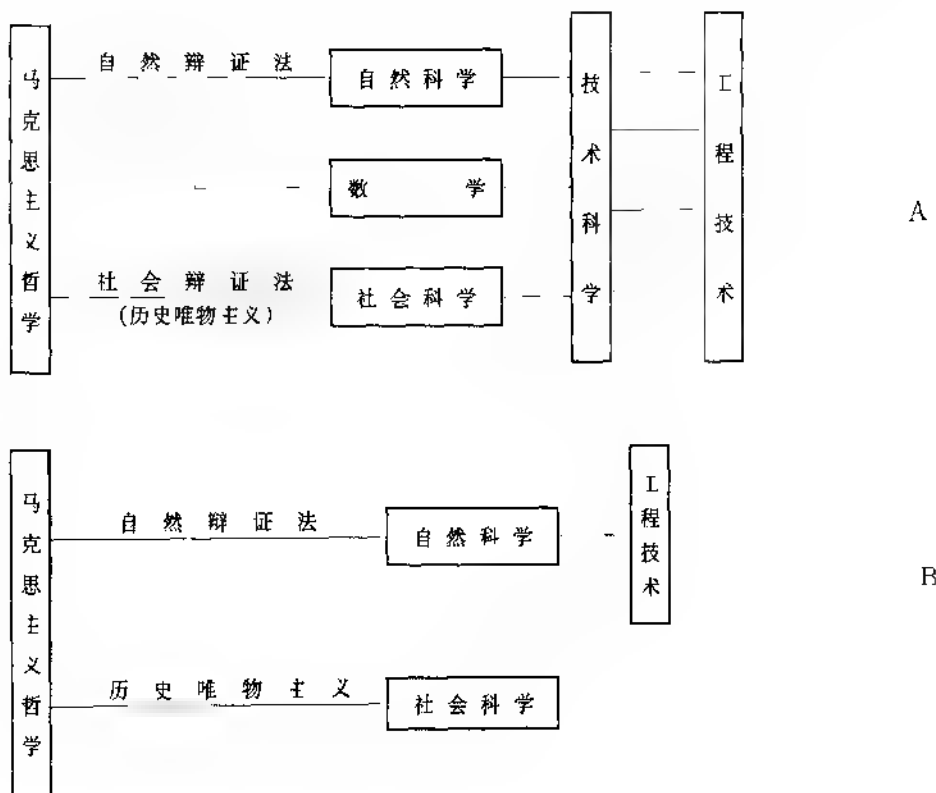 马克思主义哲学
自然辩证法
自然科学
数学
社会辩证法
(历史唯物主义)
社会科学
技术科学
工程技术
A
马克思主义哲学
自然辩证法
自然科学
工程技术
历史唯物主义
社会科学
B